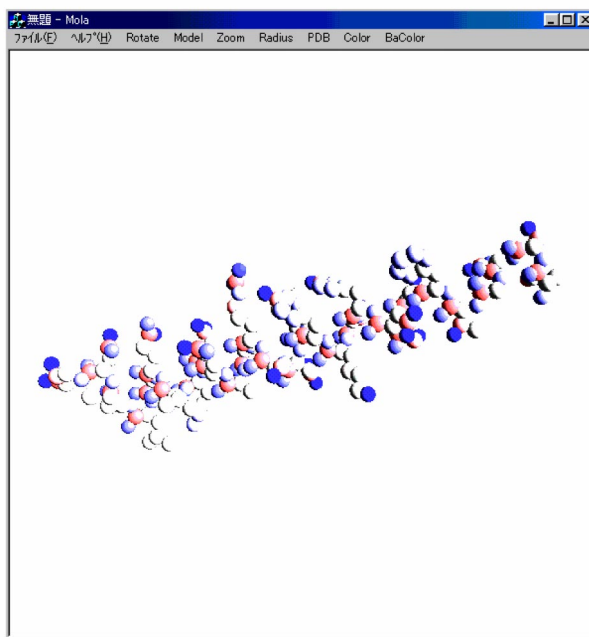 無題 - Mola
ﾌｧｲﾙ(F) ﾍﾙﾌﾟ(H) Rotate Model Zoom Radius PDB Color BaColor